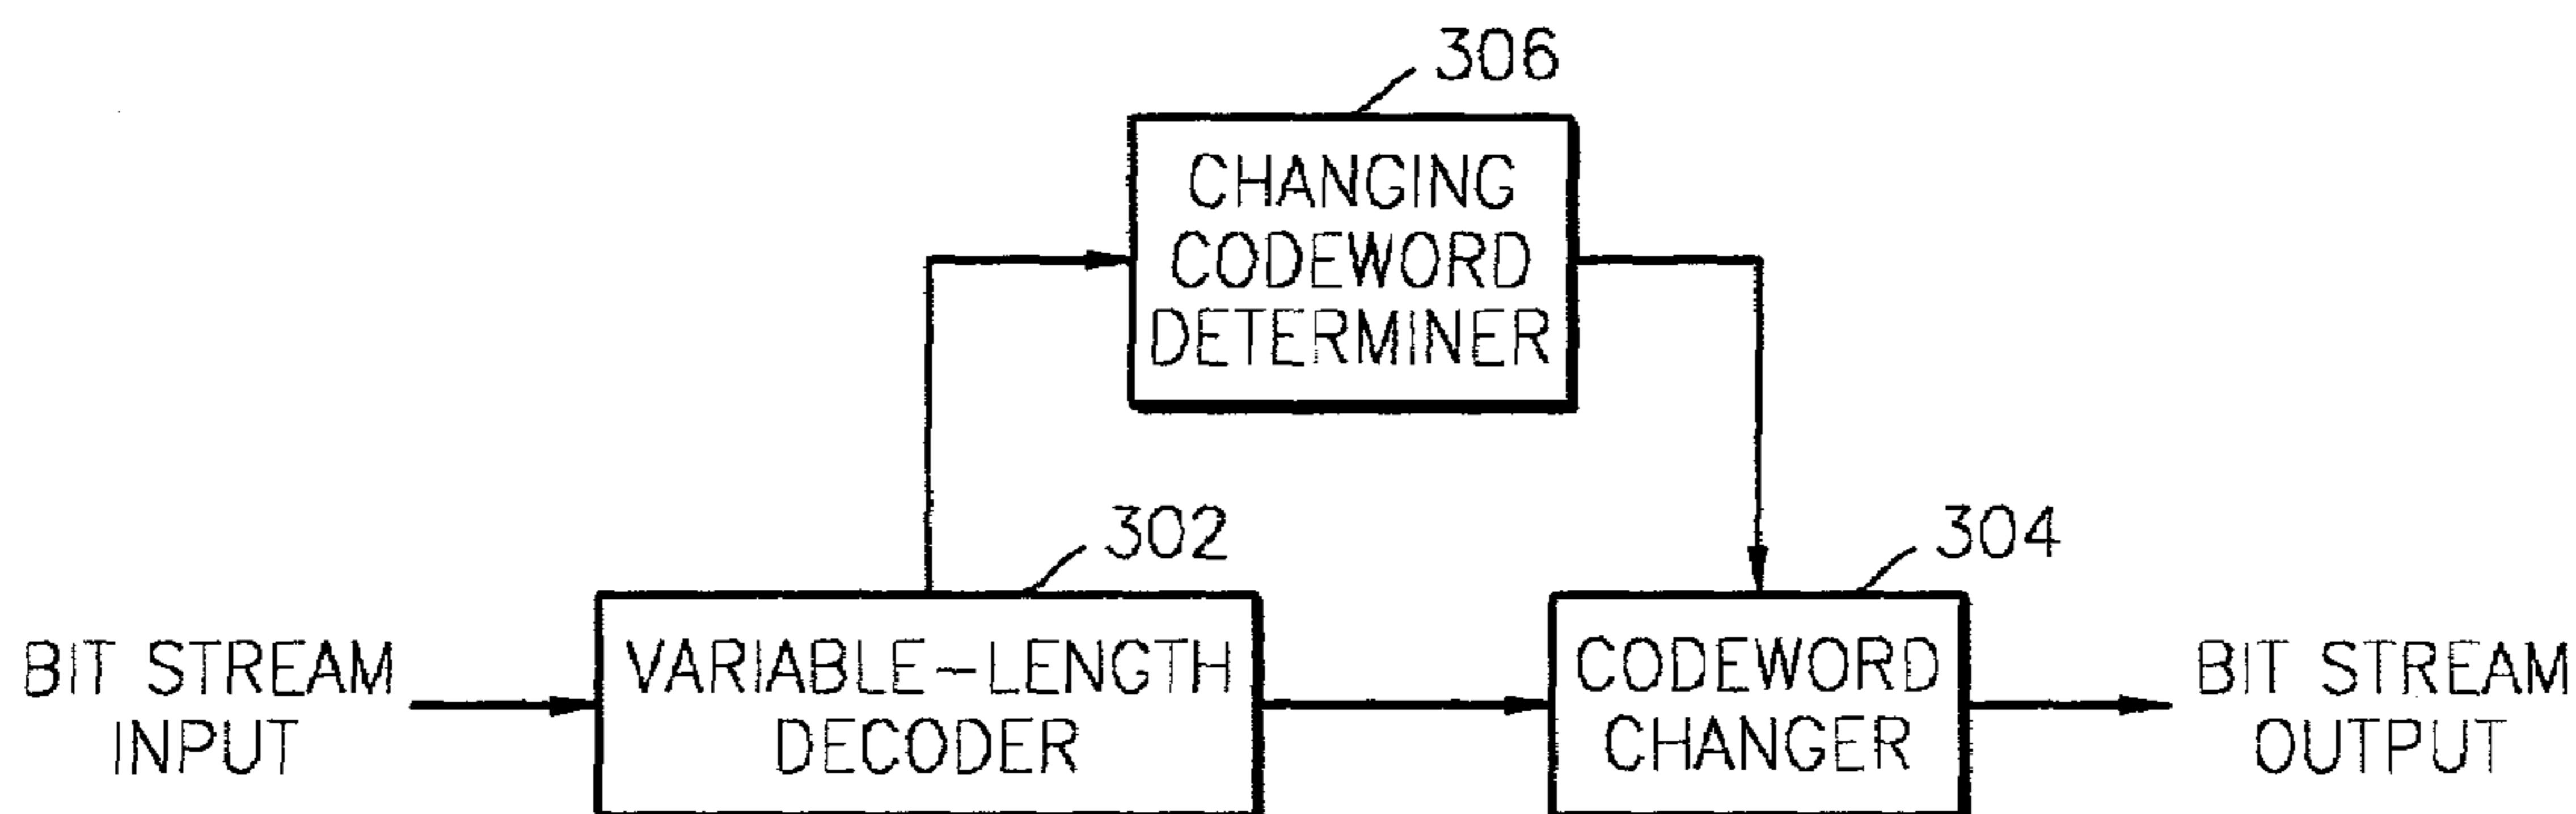 306
CHANGING
CODEWORD
DETERMINER
302
304
BIT STREAM
INPUT
VARIABLE-LENGTH
DECODER
CODEWORD
CHANGER
BIT STREAM
OUTPUT